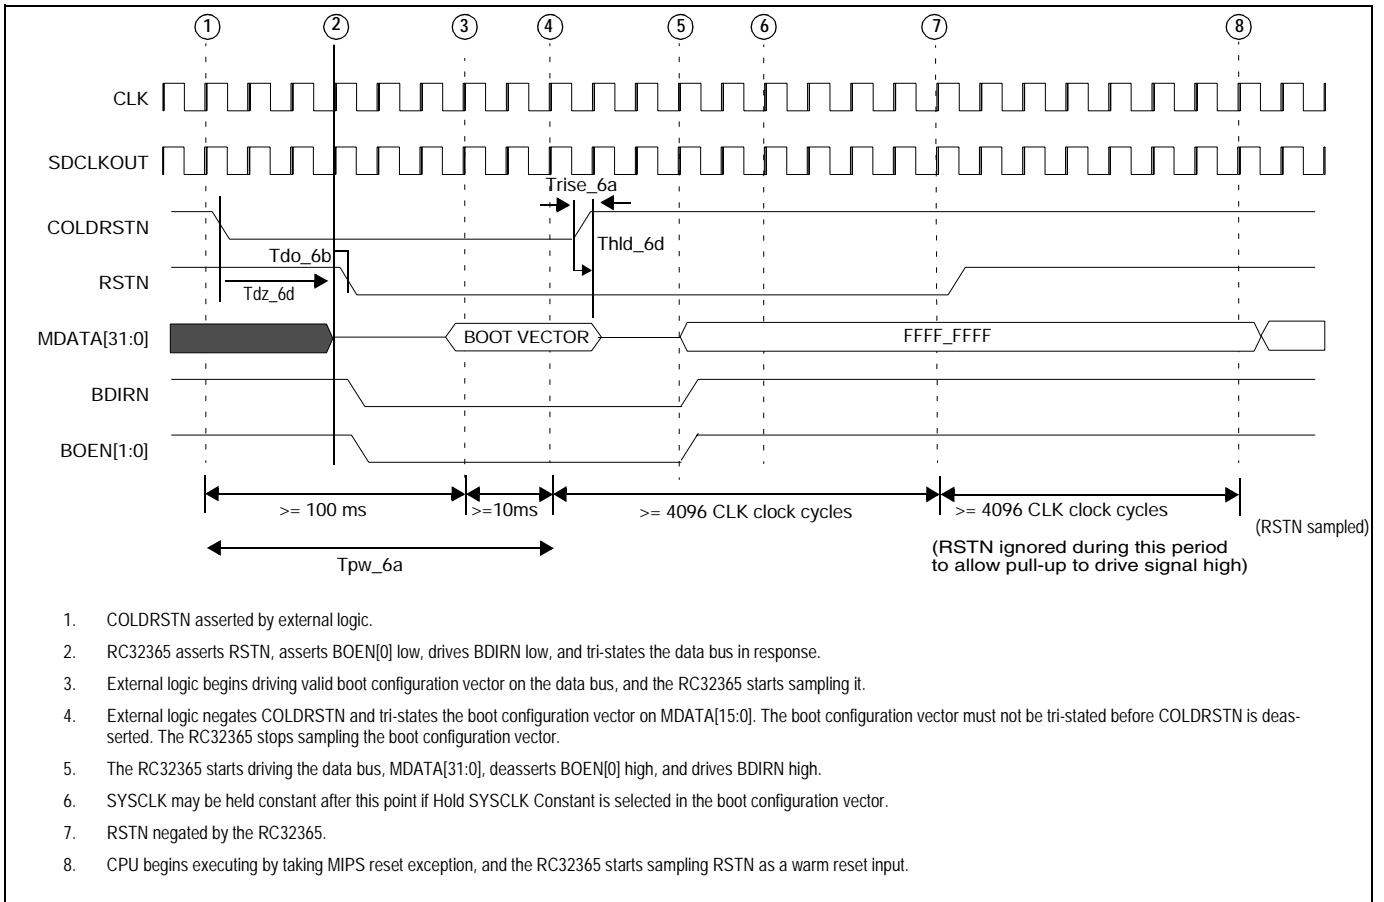 1 2 3 4 5 6 7 8
CLK
SDCLKOUT
Trise_6a
COLDRSTN
Thld_6d
Tdo_6b
RSTN
Tdz_6d
MDATA[31:0]
BOOT VECTOR
FFFF_FFFF
BDIRN
BOEN[1:0]
>= 100 ms
>=10ms
>= 4096 CLK clock cycles
>= 4096 CLK clock cycles
(RSTN sampled)
Tpw_6a
(RSTN ignored during this period
to allow pull-up to drive signal high)
1. COLDRSTN asserted by external logic.
2. RC32365 asserts RSTN, asserts BOEN[0] low, drives BDIRN low, and tri-states the data bus in response.
3. External logic begins driving valid boot configuration vector on the data bus, and the RC32365 starts sampling it.
4. External logic negates COLDRSTN and tri-states the boot configuration vector on MDATA[15:0]. The boot configuration vector must not be tri-stated before COLDRSTN is deas-
serted. The RC32365 stops sampling the boot configuration vector.
5. The RC32365 starts driving the data bus, MDATA[31:0], deasserts BOEN[0] high, and drives BDIRN high.
6. SYSCLK may be held constant after this point if Hold SYSCLK Constant is selected in the boot configuration vector.
7. RSTN negated by the RC32365.
8. CPU begins executing by taking MIPS reset exception, and the RC32365 starts sampling RSTN as a warm reset input.